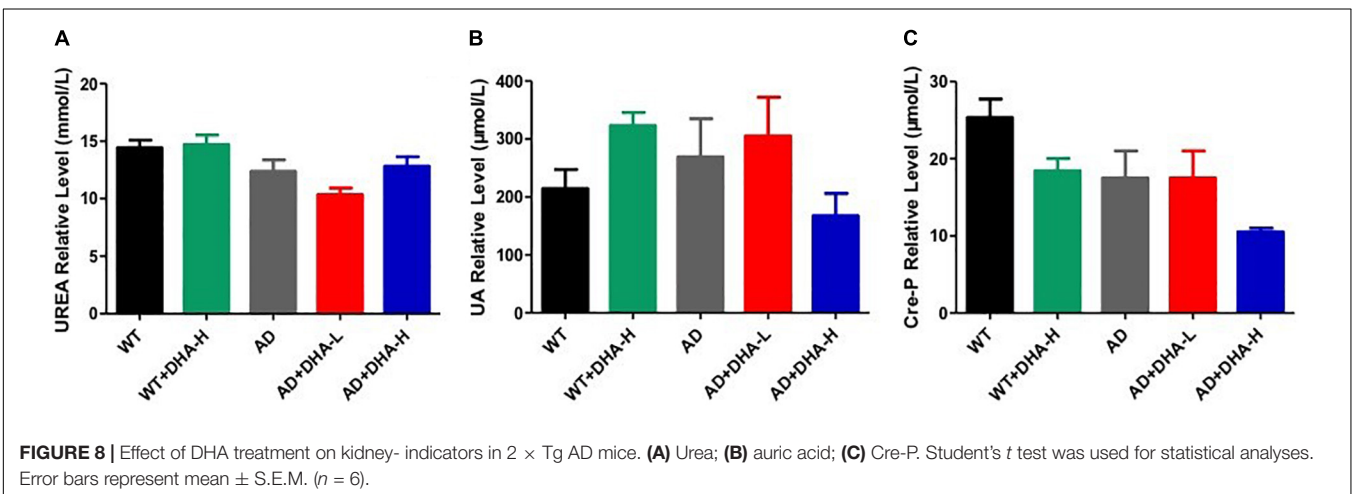 A
B
C
UREA Relative Level (mmol/L)
20
15
10
5
0
WT
WT+DHA-H
AD
AD+DHA-L
AD+DHA-H
UA Relative Level (µmol/L)
400
300
200
100
0
WT
WT+DHA-H
AD
AD+DHA-L
AD+DHA-H
Cre-P Relative Level (µmol/L)
30
20
10
0
WT
WT+DHA-H
AD
AD+DHA-L
AD+DHA-H
FIGURE 8 | Effect of DHA treatment on kidney- indicators in 2 × Tg AD mice. (A) Urea; (B) auric acid; (C) Cre-P. Student’s t test was used for statistical analyses.
Error bars represent mean ± S.E.M. (n = 6).